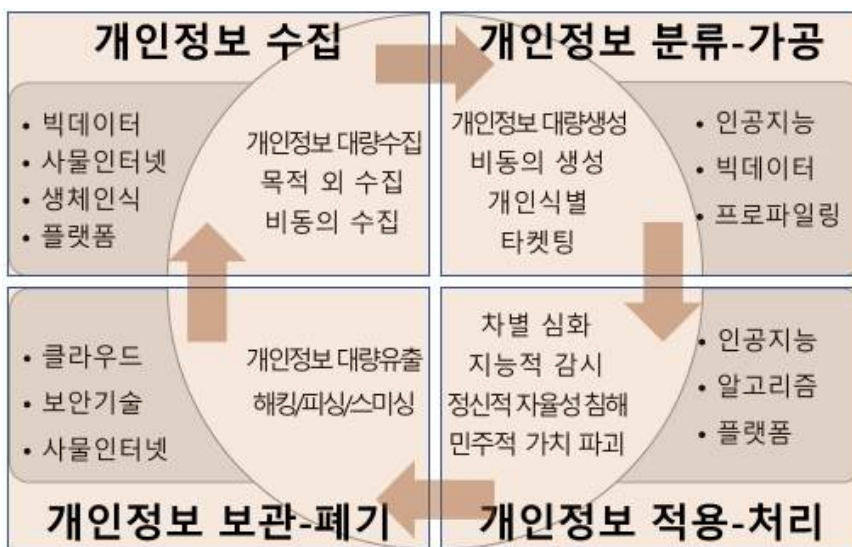 개인정보 수집
• 빅데이터
• 사물인터넷
• 생체인식
• 플랫폼
개인정보 대량수집
목적 외 수집
비동의 수집
개인정보 분류-가공
개인정보 대량생성
비동의 생성
개인식별
타켓팅
• 인공지능
• 빅데이터
• 프로파일링
• 클라우드
• 보안기술
• 사물인터넷
개인정보 대량유출
해킹/피싱/스미싱
개인정보 보관-폐기
차별 심화
지능적 감시
정신적 자율성 침해
민주적 가치 파괴
• 인공지능
• 알고리즘
• 플랫폼
개인정보 적용-처리